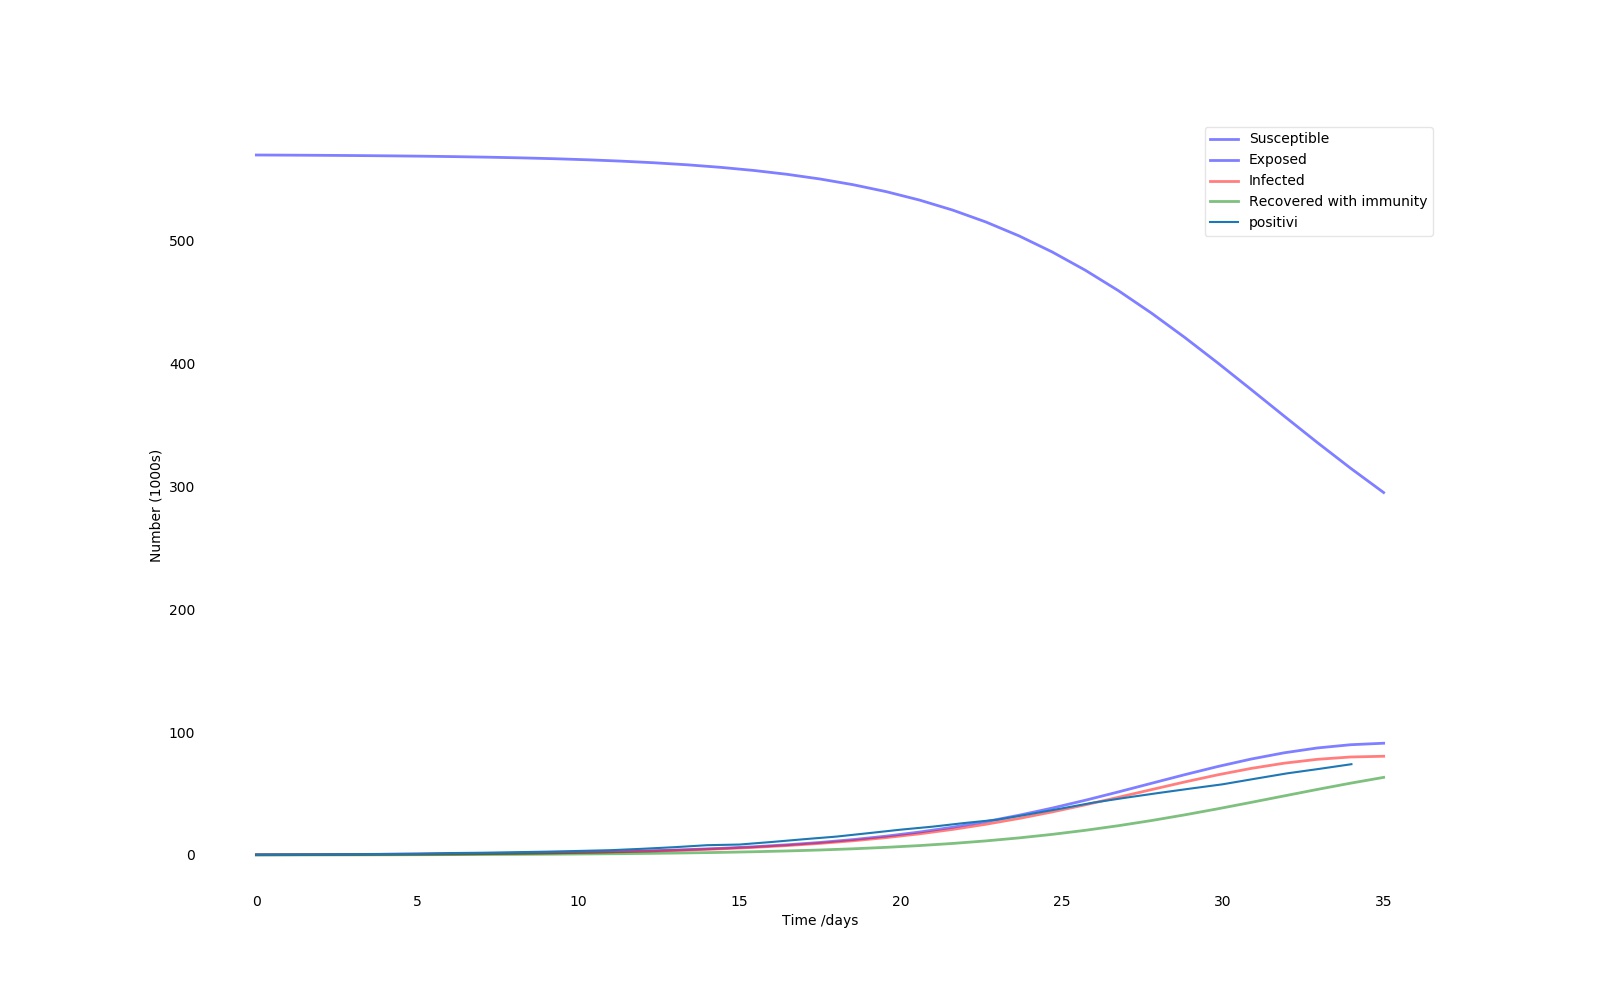 Susceptible
Exposed
Infected
Recovered with immunity
positivi
500
400
300
200
100
0
Number (1000s)
0 5 10 15 20 25 30 35
Time /days